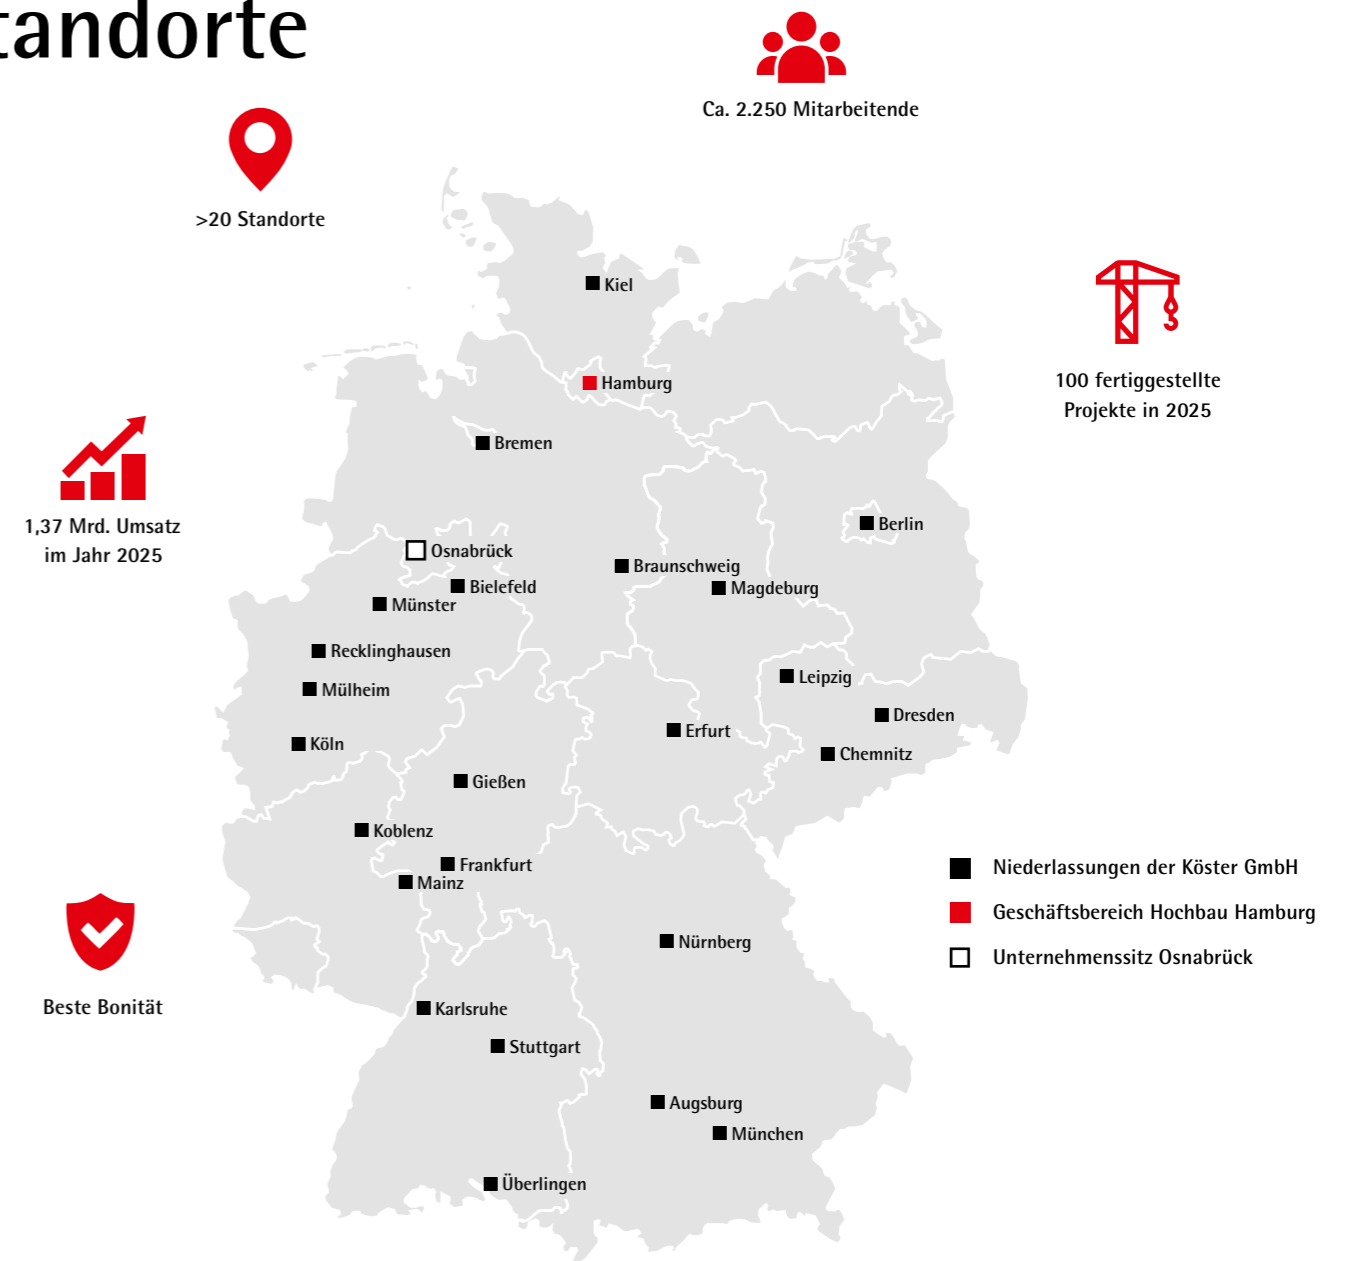 tandorte
Ca. 2.250 Mitarbeitende
>20 Standorte
Kiel
100 fertiggestellte
Projekte in 2025
Hamburg
Bremen
1,37 Mrd. Umsatz
im Jahr 2025
Berlin
Osnabrück
Braunschweig
Bielefeld
Magdeburg
Münster
Recklinghausen
Leipzig
Mülheim
Dresden
Erfurt
Köln
Chemnitz
Gießen
Koblenz
Frankfurt
Mainz
Niederlassungen der Köster GmbH
Geschäftsbereich Hochbau Hamburg
Unternehmenssitz Osnabrück
Nürnberg
Beste Bonität
Karlsruhe
Stuttgart
Augsburg
München
Überlingen